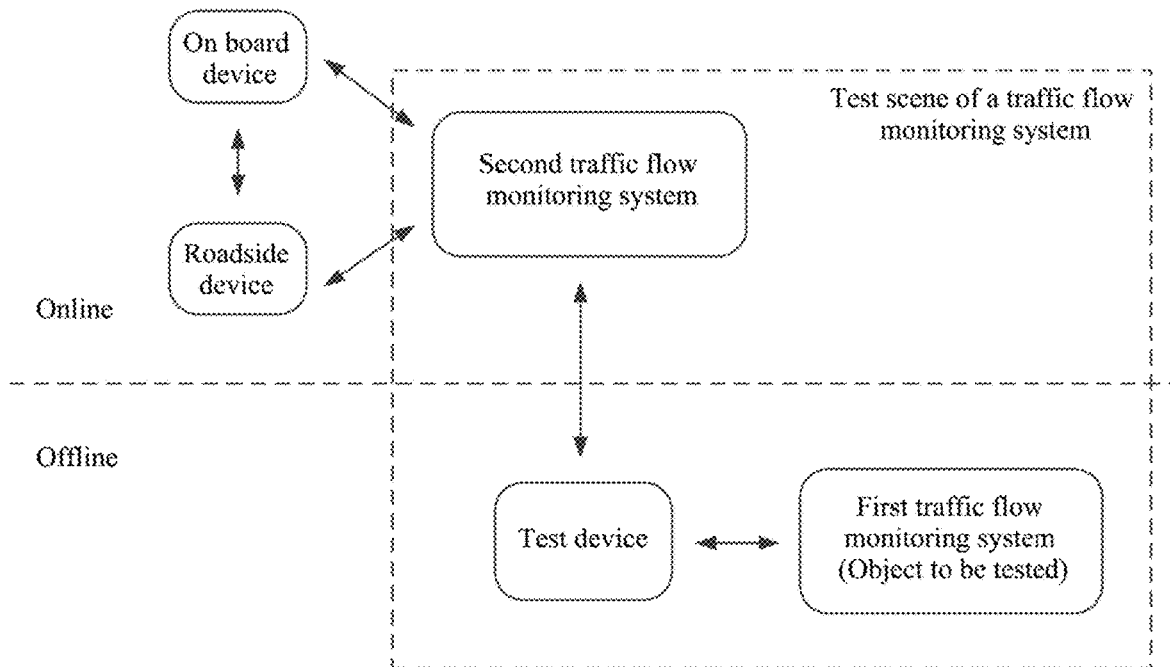 On board
device
Test scene of a traffic flow
monitoring system
Second traffic flow
monitoring system
Roadside
device
Online
Offline
Test device
First traffic flow
monitoring system
(Object to be tested)